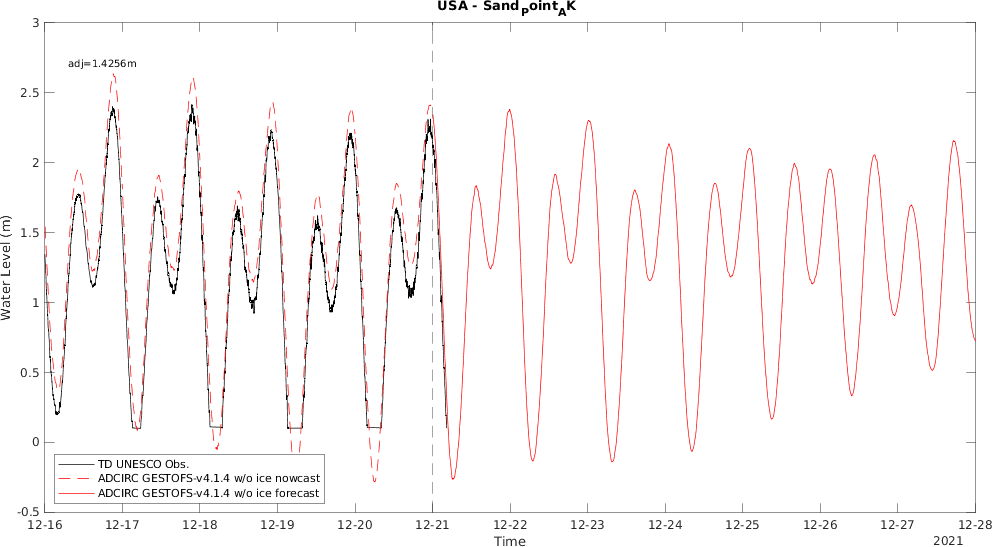 USA - Sand_Point_AK
adj=1.4256m
3
2.5
2
1.5
1
0.5
0
-0.5
Water Level (m)
TD UNESCO Obs.
ADCIRC GESTOFS-v4.1.4 w/o ice nowcast
ADCIRC GESTOFS-v4.1.4 w/o ice forecast
12-16 12-17 12-18 12-19 12-20 12-21 12-22 12-23 12-24 12-25 12-26 12-27 12-28
Time
2021